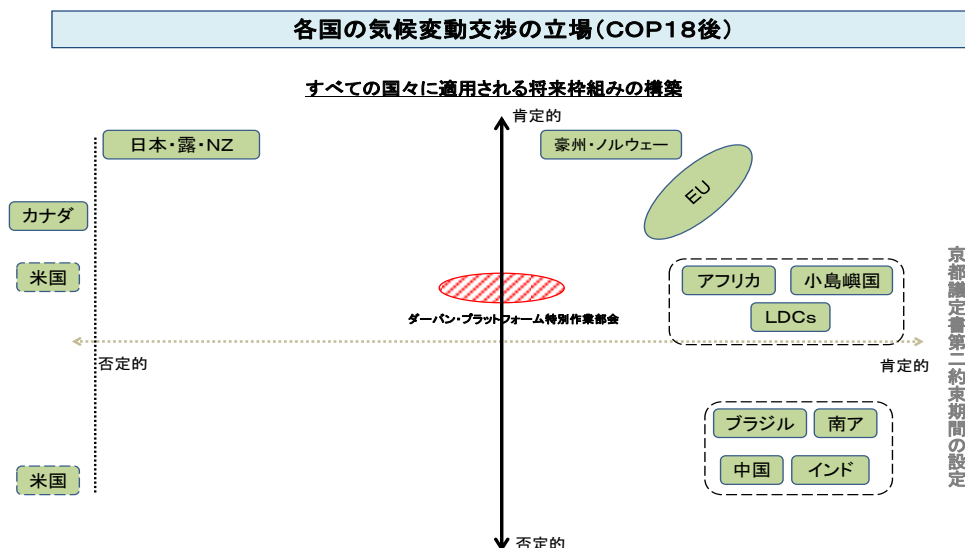 各国の気候変動交渉の立場(COP18後)
すべての国々に適用される将来枠組みの構築
肯定的
日本・露・NZ
豪州・ノルウェー
EU
カナダ
米国
アフリカ
小島嶼国
LDCs
ダーバン・プラットフォーム特別作業部会
否定的
肯定的
京都議定書第二約束期間の設定
ブラジル
南ア
中国
インド
米国
否定的